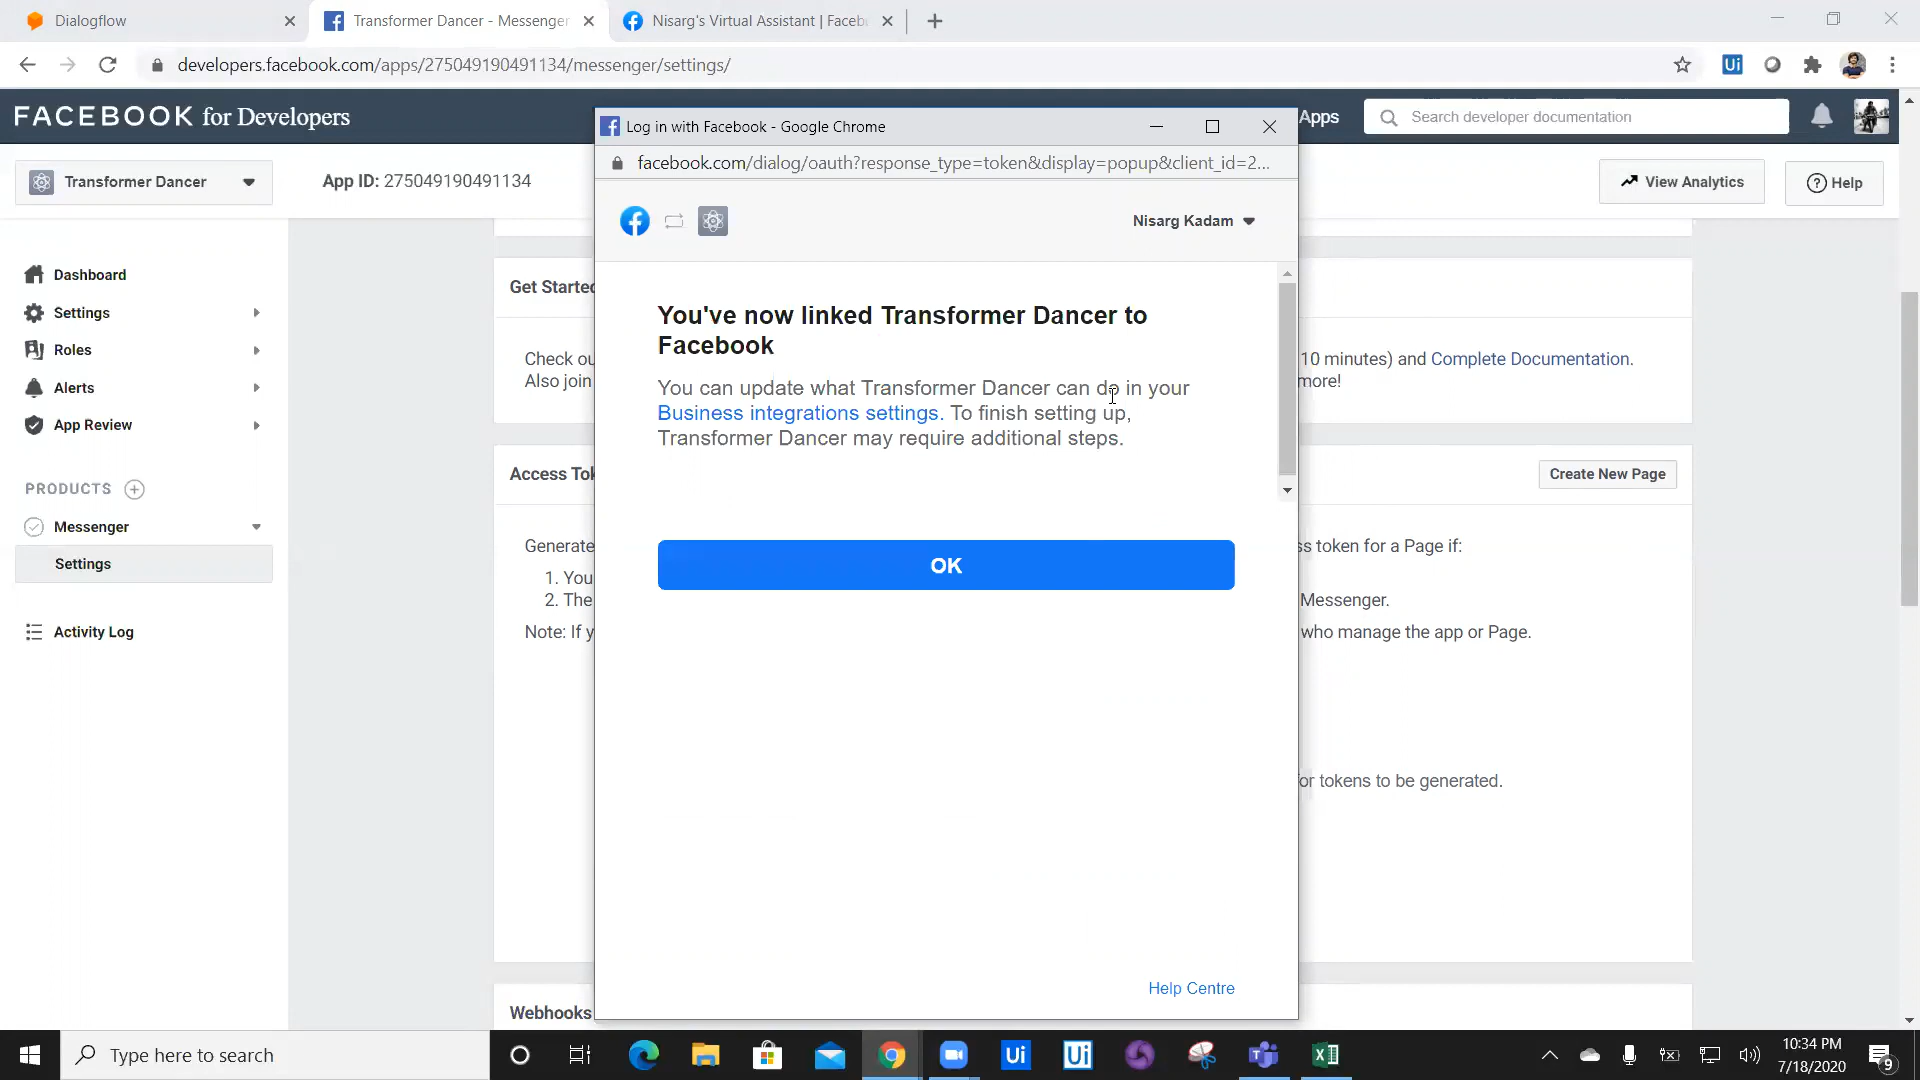 Dialogflow
Transformer Dancer - Messenger
Nisarg's Virtual Assistant | Faceb
developers.facebook.com/apps/275049190491134/messenger/settings/
Ui
FACEBOOK for Developers
Apps
Search developer documentation
Log in with Facebook - Google Chrome
facebook.com/dialog/oauth?response_type=token&display=popup&client_id=2...
Transformer Dancer
App ID: 275049190491134
View Analytics
Help
Nisarg Kadam
Dashboard
Settings
Roles
Alerts
App Review
PRODUCTS
Messenger
Settings
Activity Log
Get Started
Check ou
10 minutes) and Complete Documentation.
Also join
more!
You've now linked Transformer Dancer to
Facebook
You can update what Transformer Dancer can do in your
Business integrations settings. To finish setting up,
Transformer Dancer may require additional steps.
OK
Help Centre
Access Tok
Create New Page
Generate
ss token for a Page if:
1. You
2. The
Messenger.
Note: If y
who manage the app or Page.
or tokens to be generated.
Webhooks
Type here to search
Ui
Ui
10:34 PM
7/18/2020
9